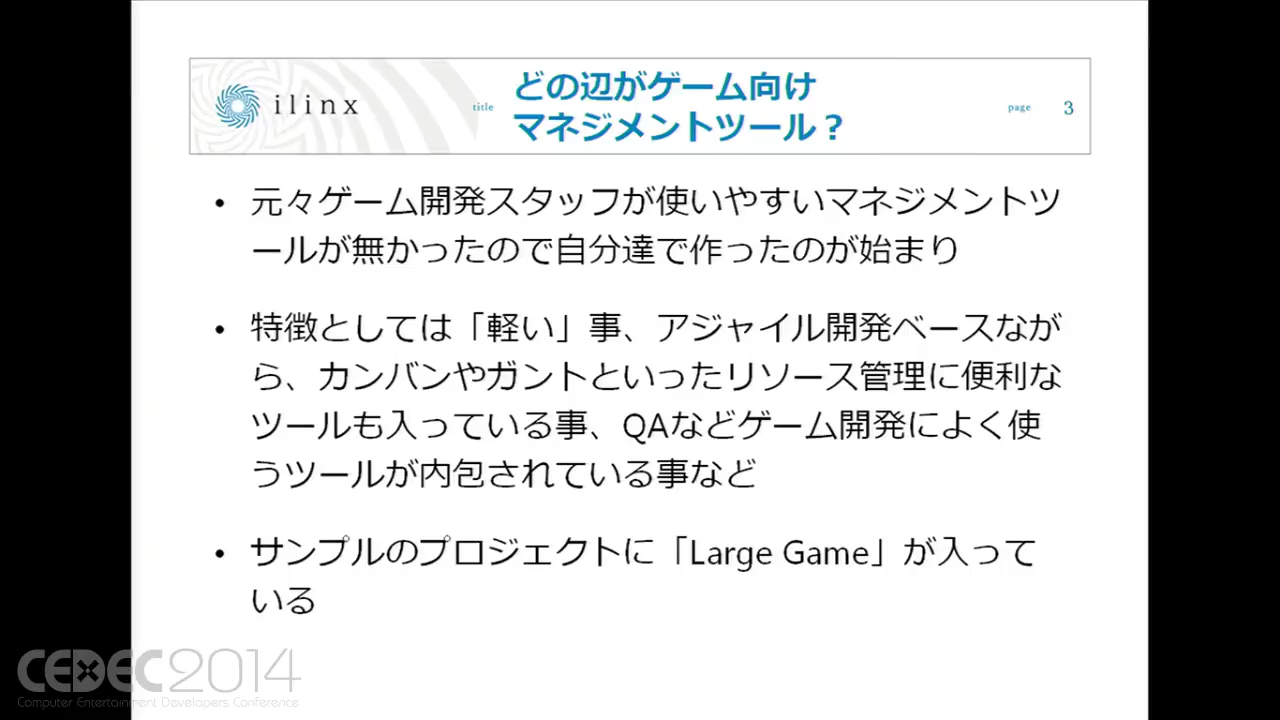 ilinx
title
どの辺がゲーム向け
マネジメントツール？
page
3
• 元々ゲーム開発スタッフが使いやすいマネジメントツ
ールが無かったので自分達で作ったのが始まり
• 特徴としては「軽い」事、アジャイル開発ベースなが
ら、カンバンやガントといったリソース管理に便利な
ツールも入っている事、QAなどゲーム開発によく使
うツールが内包されている事など
• サンプルのプロジェクトに「Large Game」が入って
いる
CEDEC2014
Computer Entertainment Developers Conference